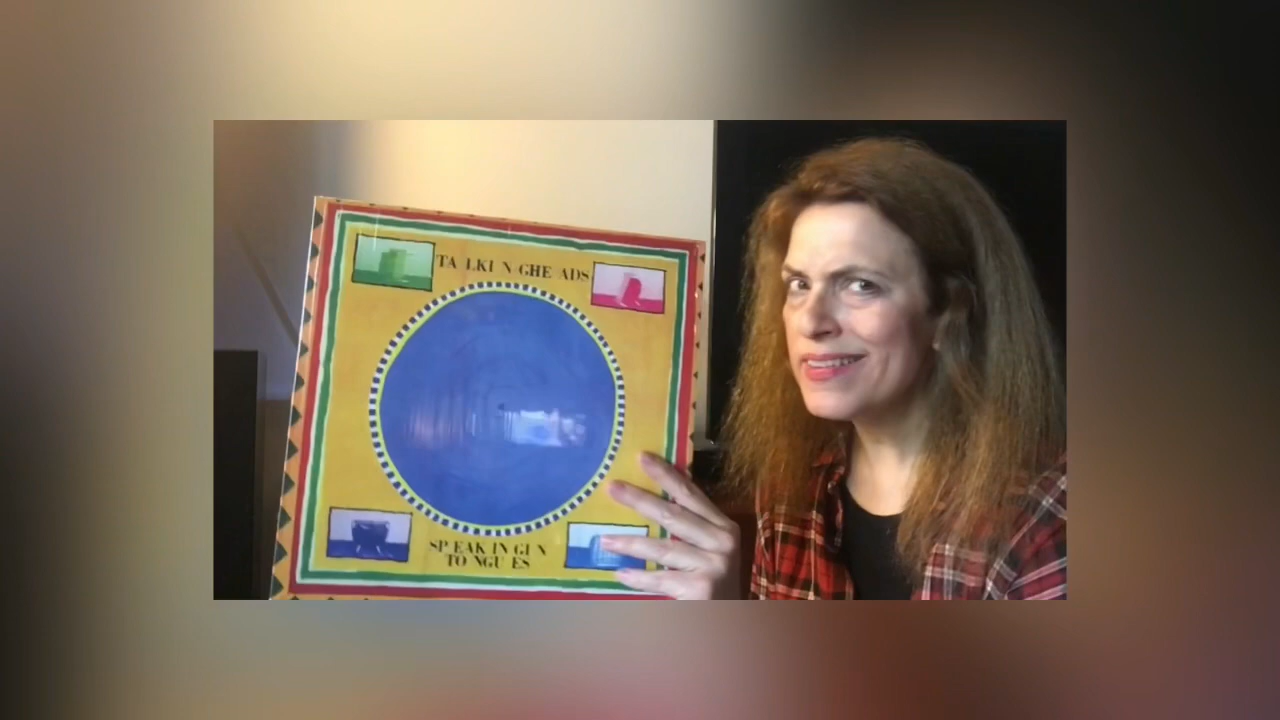 TA LKI N GHE ADS
SP EAK IN GI N
TO NGU ES